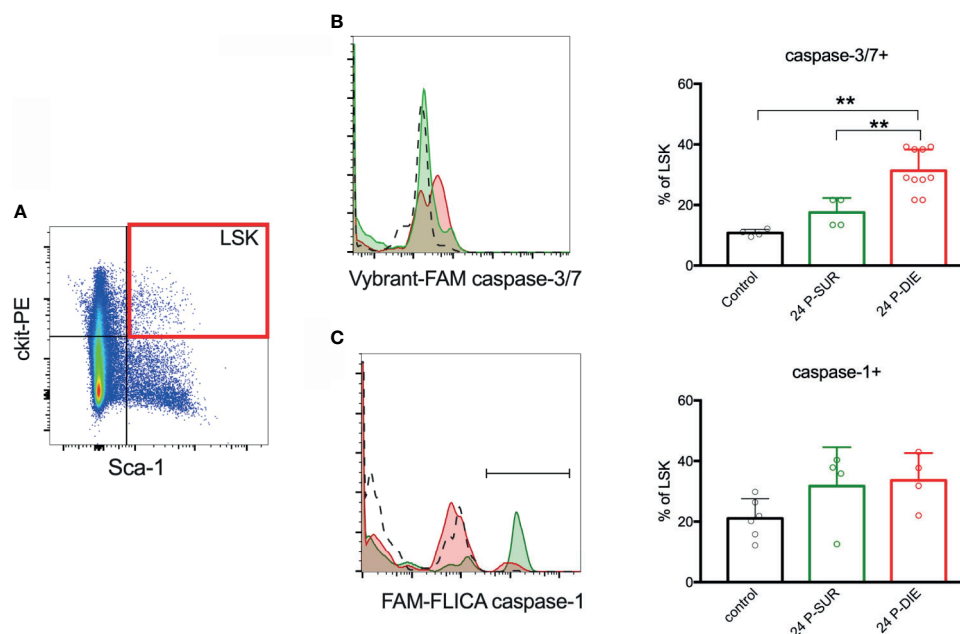 A
LSK
ckit-PE
Sca-1
B
Vybrant-FAM caspase-3/7
caspase-3/7+
**
**
% of LSK
60
40
20
0
Control
24 P-SUR
24 P-DIE
C
FAM-FLICA caspase-1
caspase-1+
% of LSK
60
40
20
0
control
24 P-SUR
24 P-DIE